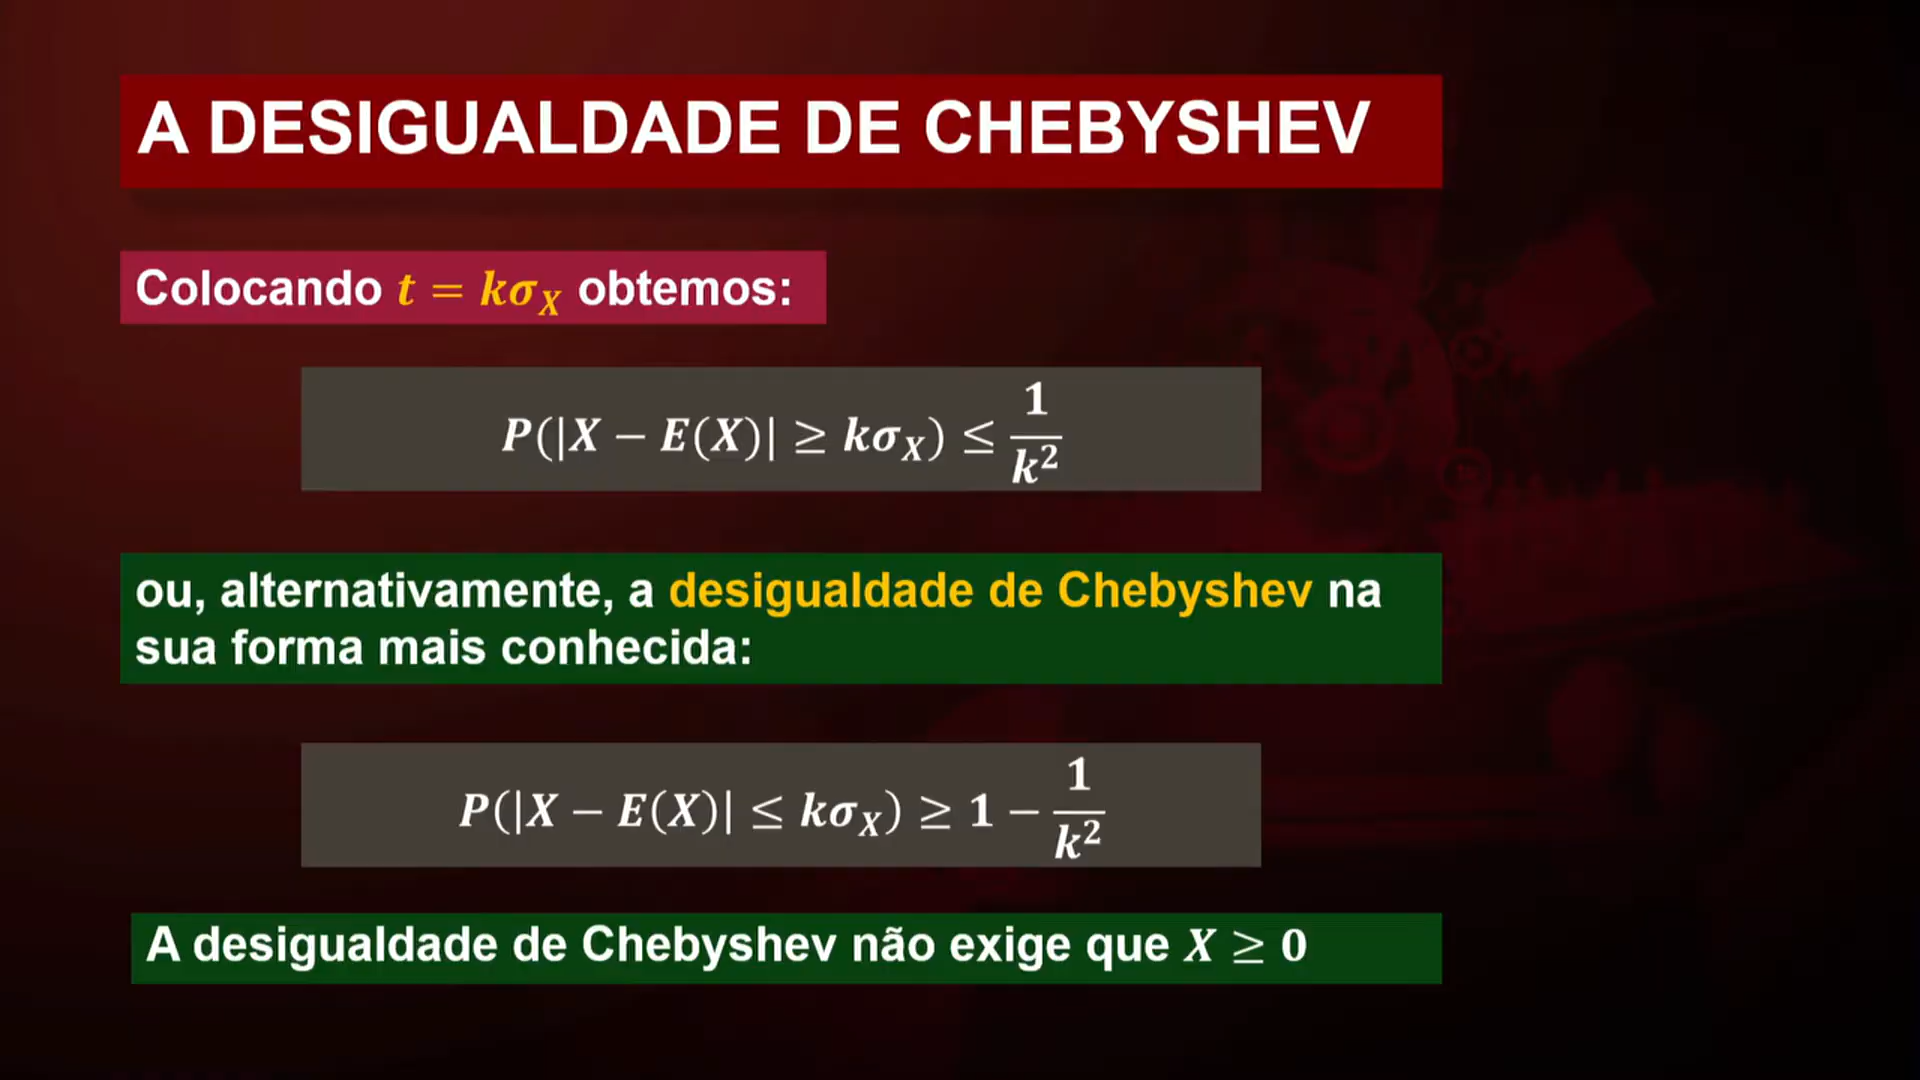 A DESIGUALDADE DE CHEBYSHEV
Colocando t = kσ_X obtemos:
P(|X − E(X)| ≥ kσ_X) ≤ 1/k²
ou, alternativamente, a desigualdade de Chebyshev na
sua forma mais conhecida:
P(|X − E(X)| ≤ kσ_X) ≥ 1 − 1/k²
A desigualdade de Chebyshev não exige que X ≥ 0